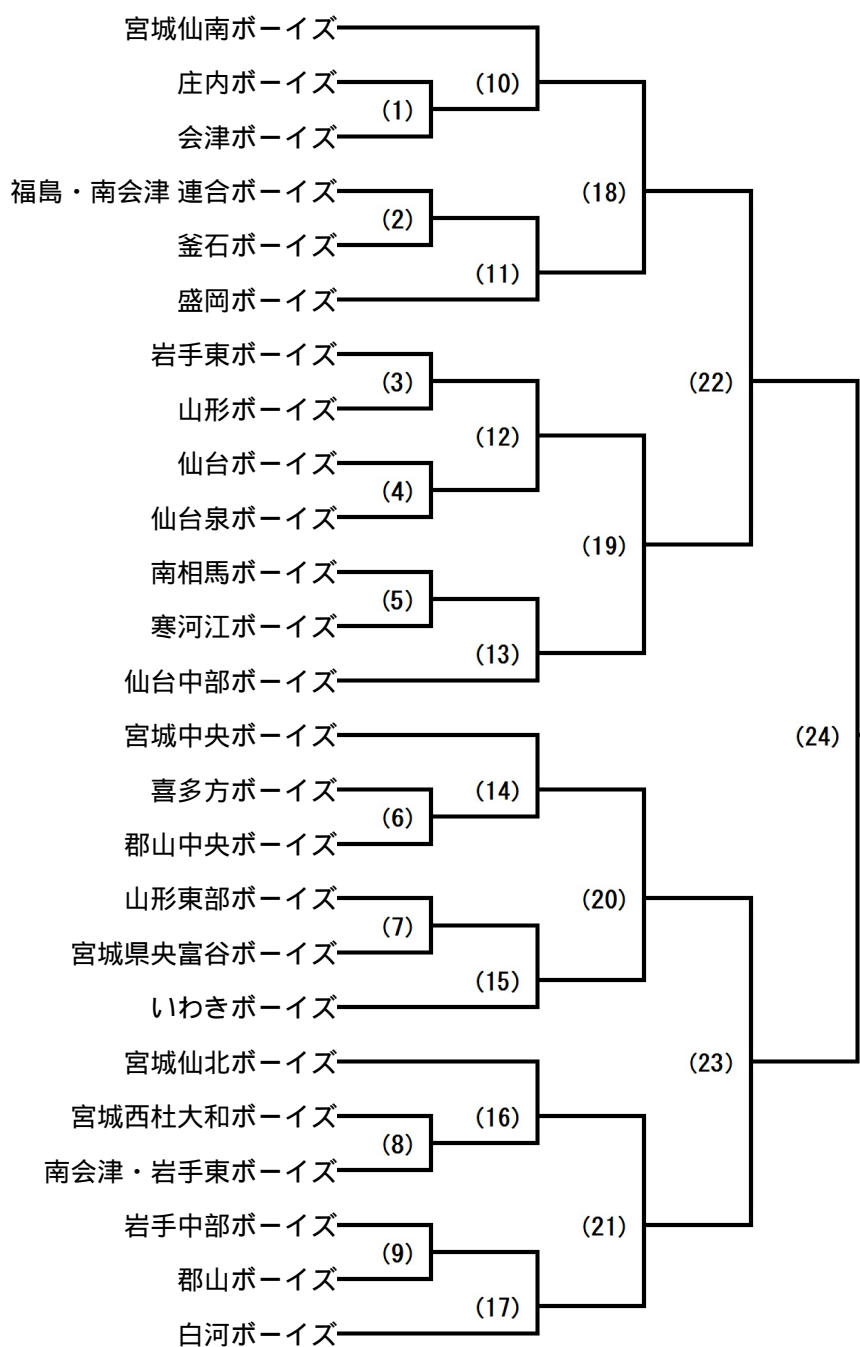 宮城仙南ボーイズ
庄内ボーイズ
(10)
(1)
会津ボーイズ
福島・南会津 連合ボーイズ
(18)
(2)
釜石ボーイズ
(11)
盛岡ボーイズ
岩手東ボーイズ
(3)
(22)
山形ボーイズ
(12)
仙台ボーイズ
(4)
仙台泉ボーイズ
(19)
南相馬ボーイズ
(5)
寒河江ボーイズ
(13)
仙台中部ボーイズ
宮城中央ボーイズ
(24)
喜多方ボーイズ
(14)
(6)
郡山中央ボーイズ
山形東部ボーイズ
(20)
(7)
宮城県央富谷ボーイズ
(15)
いわきボーイズ
宮城仙北ボーイズ
(23)
宮城西杜大和ボーイズ
(16)
(8)
南会津・岩手東ボーイズ
岩手中部ボーイズ
(21)
(9)
郡山ボーイズ
(17)
白河ボーイズ